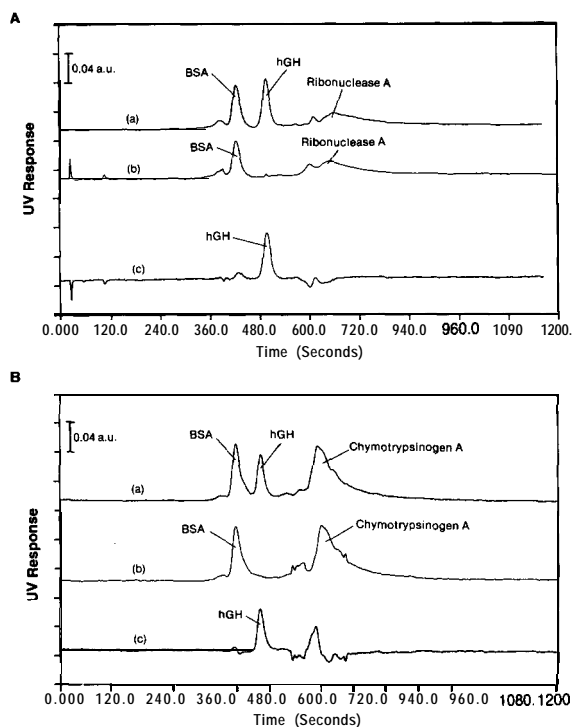 A
0.04 a.u.
BSA
hGH
Ribonuclease A
(a)
BSA
Ribonuclease A
(b)
hGH
(c)
UV Response
0.000 120.0 240.0 360.0 480.0 600.0 720.0 940.0 960.0 1090 1200.
Time (Seconds)
B
0.04 a.u.
BSA
hGH
Chymotrypsinogen A
(a)
BSA
Chymotrypsinogen A
(b)
hGH
(c)
UV Response
0.000 120.0 240.0 360.0 480.0 600.0 720.0 940.0 960.0 1080. 1200
Time (Seconds)